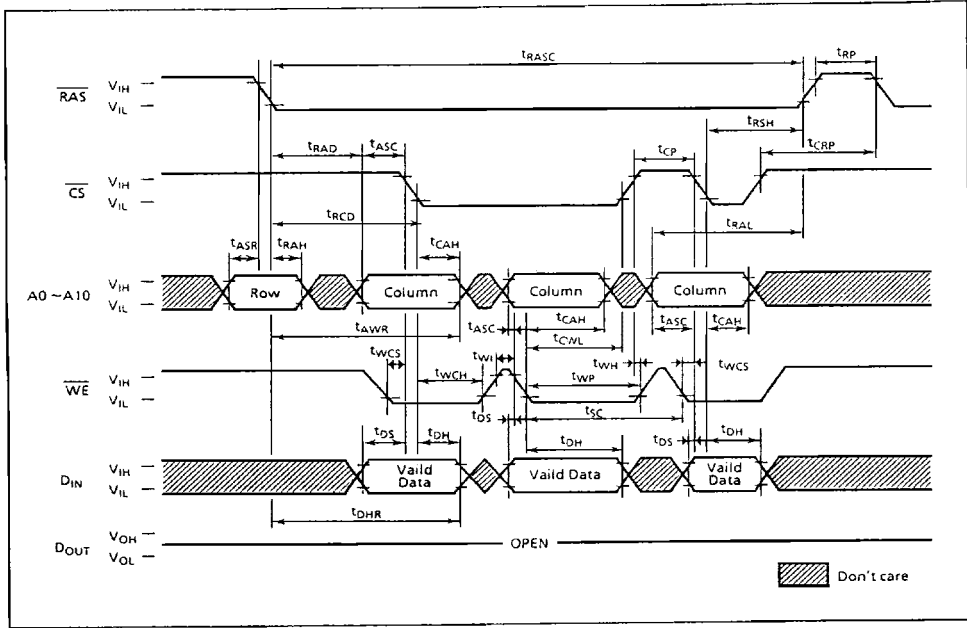 tRASC
tRP
RAS
VIH
VIL
tRSH
tRAD
tASC
tCP
tCRP
CS
VIH
VIL
tRCD
tRAL
tASR
tRAH
tCAH
A0 ~ A10
VIH
VIL
Row
Column
Column
Column
tAWR
tASC
tCAH
tASC
tCAH
tCWL
tWCS
tWI
tWH
tWCS
WE
VIH
VIL
tWCH
tWP
tDS
tSC
tDS
tDH
tDH
tDS
tDH
DIN
VIH
VIL
Vaild
Data
Vaild Data
Vaild
Data
tDHR
DOUT
VOH
VOL
OPEN
Don't care